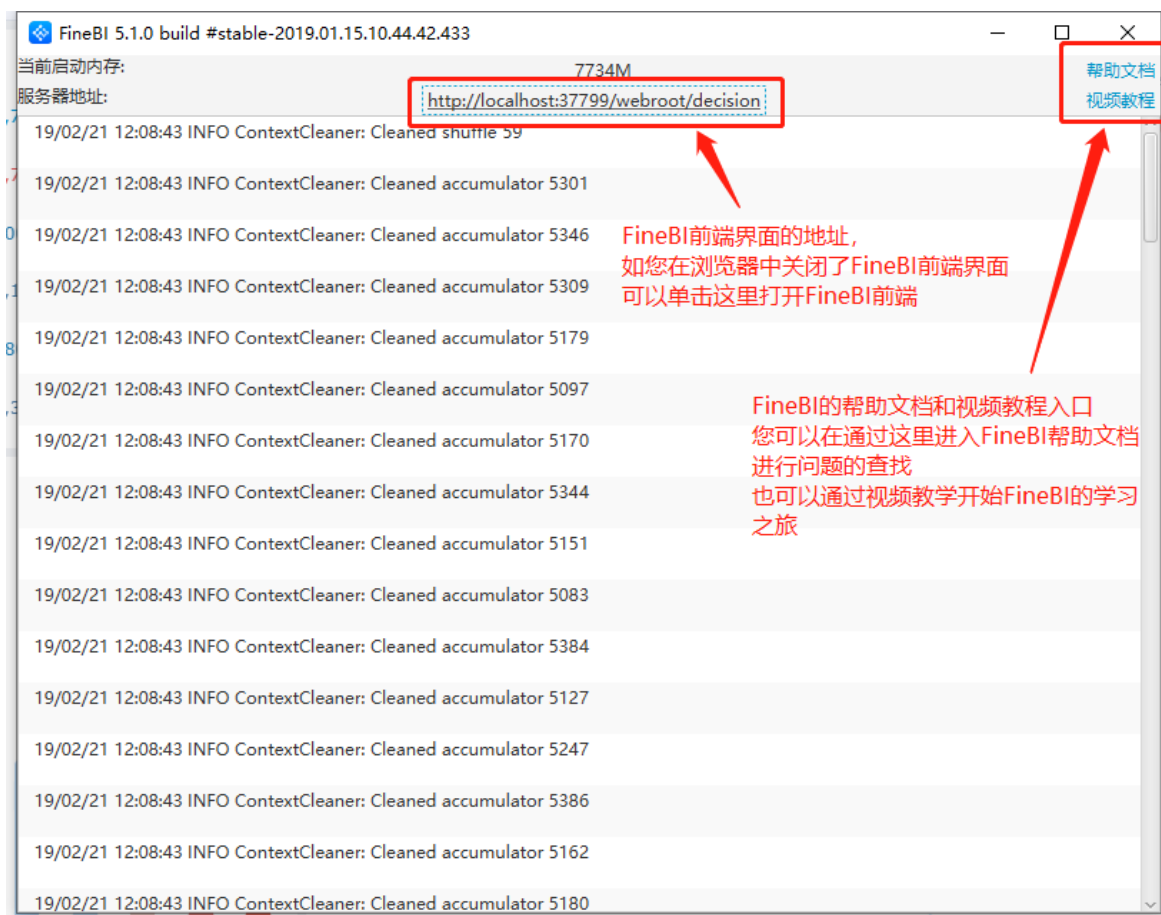 FineBI 5.1.0 build #stable-2019.01.15.10.44.42.433
当前启动内存:
7734M
帮助文档
服务器地址:
http://localhost:37799/webroot/decision
视频教程
19/02/21 12:08:43 INFO ContextCleaner: Cleaned shuffle 59
19/02/21 12:08:43 INFO ContextCleaner: Cleaned accumulator 5301
19/02/21 12:08:43 INFO ContextCleaner: Cleaned accumulator 5346
19/02/21 12:08:43 INFO ContextCleaner: Cleaned accumulator 5309
19/02/21 12:08:43 INFO ContextCleaner: Cleaned accumulator 5179
19/02/21 12:08:43 INFO ContextCleaner: Cleaned accumulator 5097
19/02/21 12:08:43 INFO ContextCleaner: Cleaned accumulator 5170
19/02/21 12:08:43 INFO ContextCleaner: Cleaned accumulator 5344
19/02/21 12:08:43 INFO ContextCleaner: Cleaned accumulator 5151
19/02/21 12:08:43 INFO ContextCleaner: Cleaned accumulator 5083
19/02/21 12:08:43 INFO ContextCleaner: Cleaned accumulator 5384
19/02/21 12:08:43 INFO ContextCleaner: Cleaned accumulator 5127
19/02/21 12:08:43 INFO ContextCleaner: Cleaned accumulator 5247
19/02/21 12:08:43 INFO ContextCleaner: Cleaned accumulator 5386
19/02/21 12:08:43 INFO ContextCleaner: Cleaned accumulator 5162
19/02/21 12:08:43 INFO ContextCleaner: Cleaned accumulator 5180
FineBI前端界面的地址，
如您在浏览器中关闭了FineBI前端界面
可以单击这里打开FineBI前端
FineBI的帮助文档和视频教程入口
您可以在通过这里进入FineBI帮助文档
进行问题的查找
也可以通过视频教学开始FineBI的学习
之旅